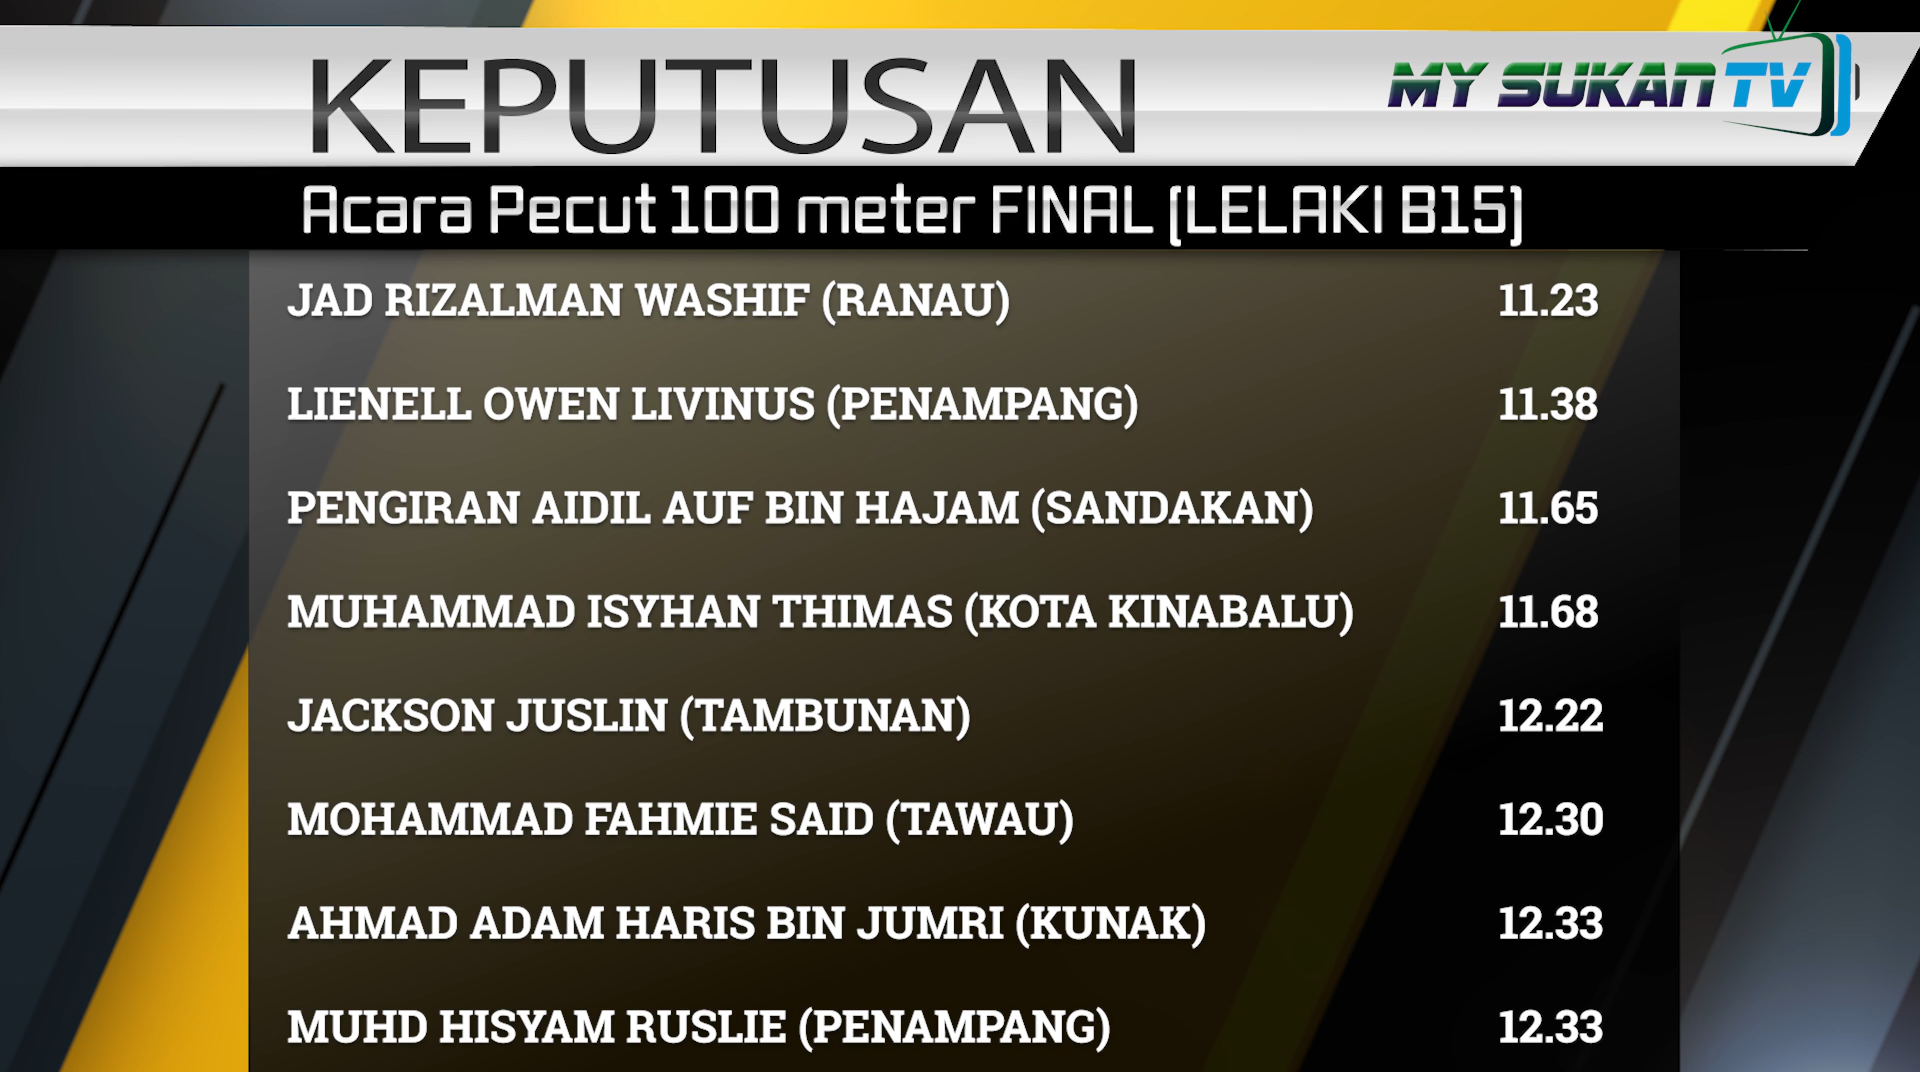 KEPUTUSAN
MY SUKAN TV
Acara Pecut 100 meter FINAL (LELAKI B15)
JAD RIZALMAN WASHIF (RANAU) 11.23
LIENELL OWEN LIVINUS (PENAMPANG) 11.38
PENGIRAN AIDIL AUF BIN HAJAM (SANDAKAN) 11.65
MUHAMMAD ISYHAN THIMAS (KOTA KINABALU) 11.68
JACKSON JUSLIN (TAMBUNAN) 12.22
MOHAMMAD FAHMIE SAID (TAWAU) 12.30
AHMAD ADAM HARIS BIN JUMRI (KUNAK) 12.33
MUHD HISYAM RUSLIE (PENAMPANG) 12.33